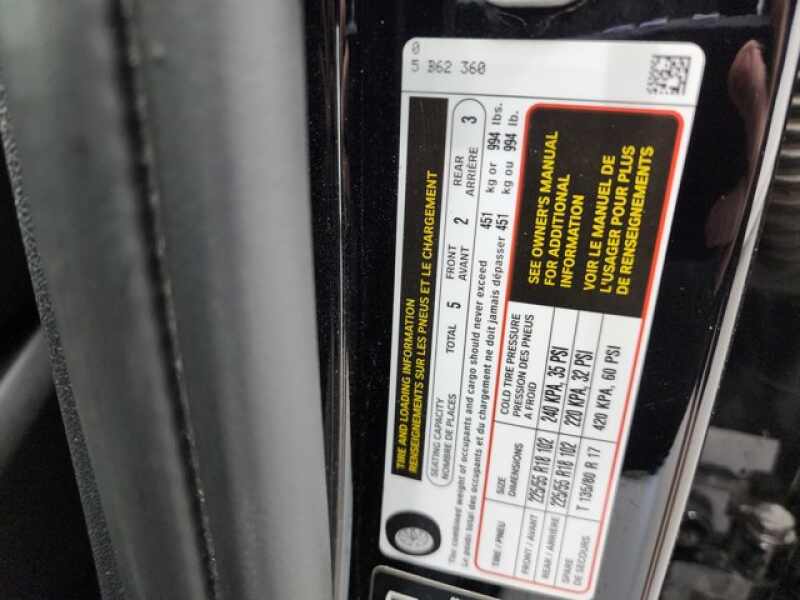 0
5 B62 360
TIRE AND LOADING INFORMATION
RENSEIGNEMENTS SUR LES PNEUS ET LE CHARGEMENT
SEATING CAPACITY
NOMBRE DE PLACES
TOTAL 5
FRONT
AVANT 2
REAR
ARRIÈRE 3
The combined weight of occupants and cargo should never exceed 451 kg or 994 lbs.
Le poids total des occupants et du chargement ne doit jamais dépasser 451 kg ou 994 lb.
TIRE / PNEU
SIZE
DIMENSIONS
COLD TIRE PRESSURE
PRESSION DES PNEUS
A FROID
FRONT / AVANT 225/55 R18 102 240 KPA, 35 PSI
REAR / ARRIÈRE 225/55 R18 102 220 KPA, 32 PSI
SPARE
DE SECOURS T 135/80 R 17 420 KPA, 60 PSI
SEE OWNER'S MANUAL
FOR ADDITIONAL
INFORMATION
VOIR LE MANUEL DE
L'USAGER POUR PLUS
DE RENSEIGNEMENTS